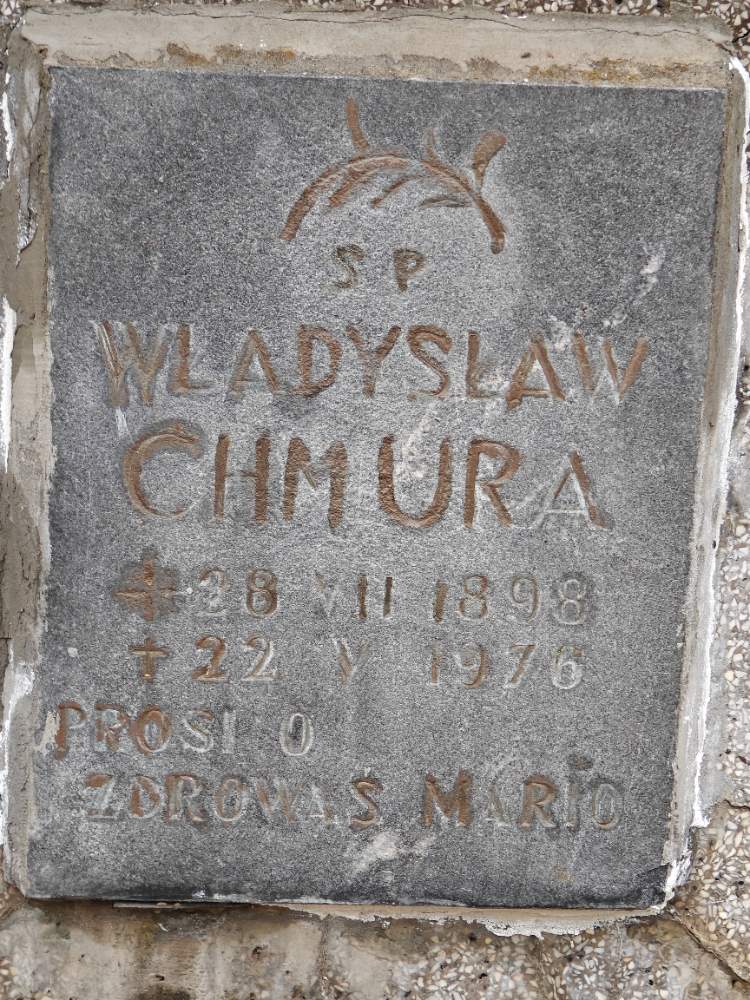 SP
WŁADYSŁAW
CHMURA
* 28 VII 1898
+ 22 V 1976
PROSI O
ZDROWAŚ MARIO